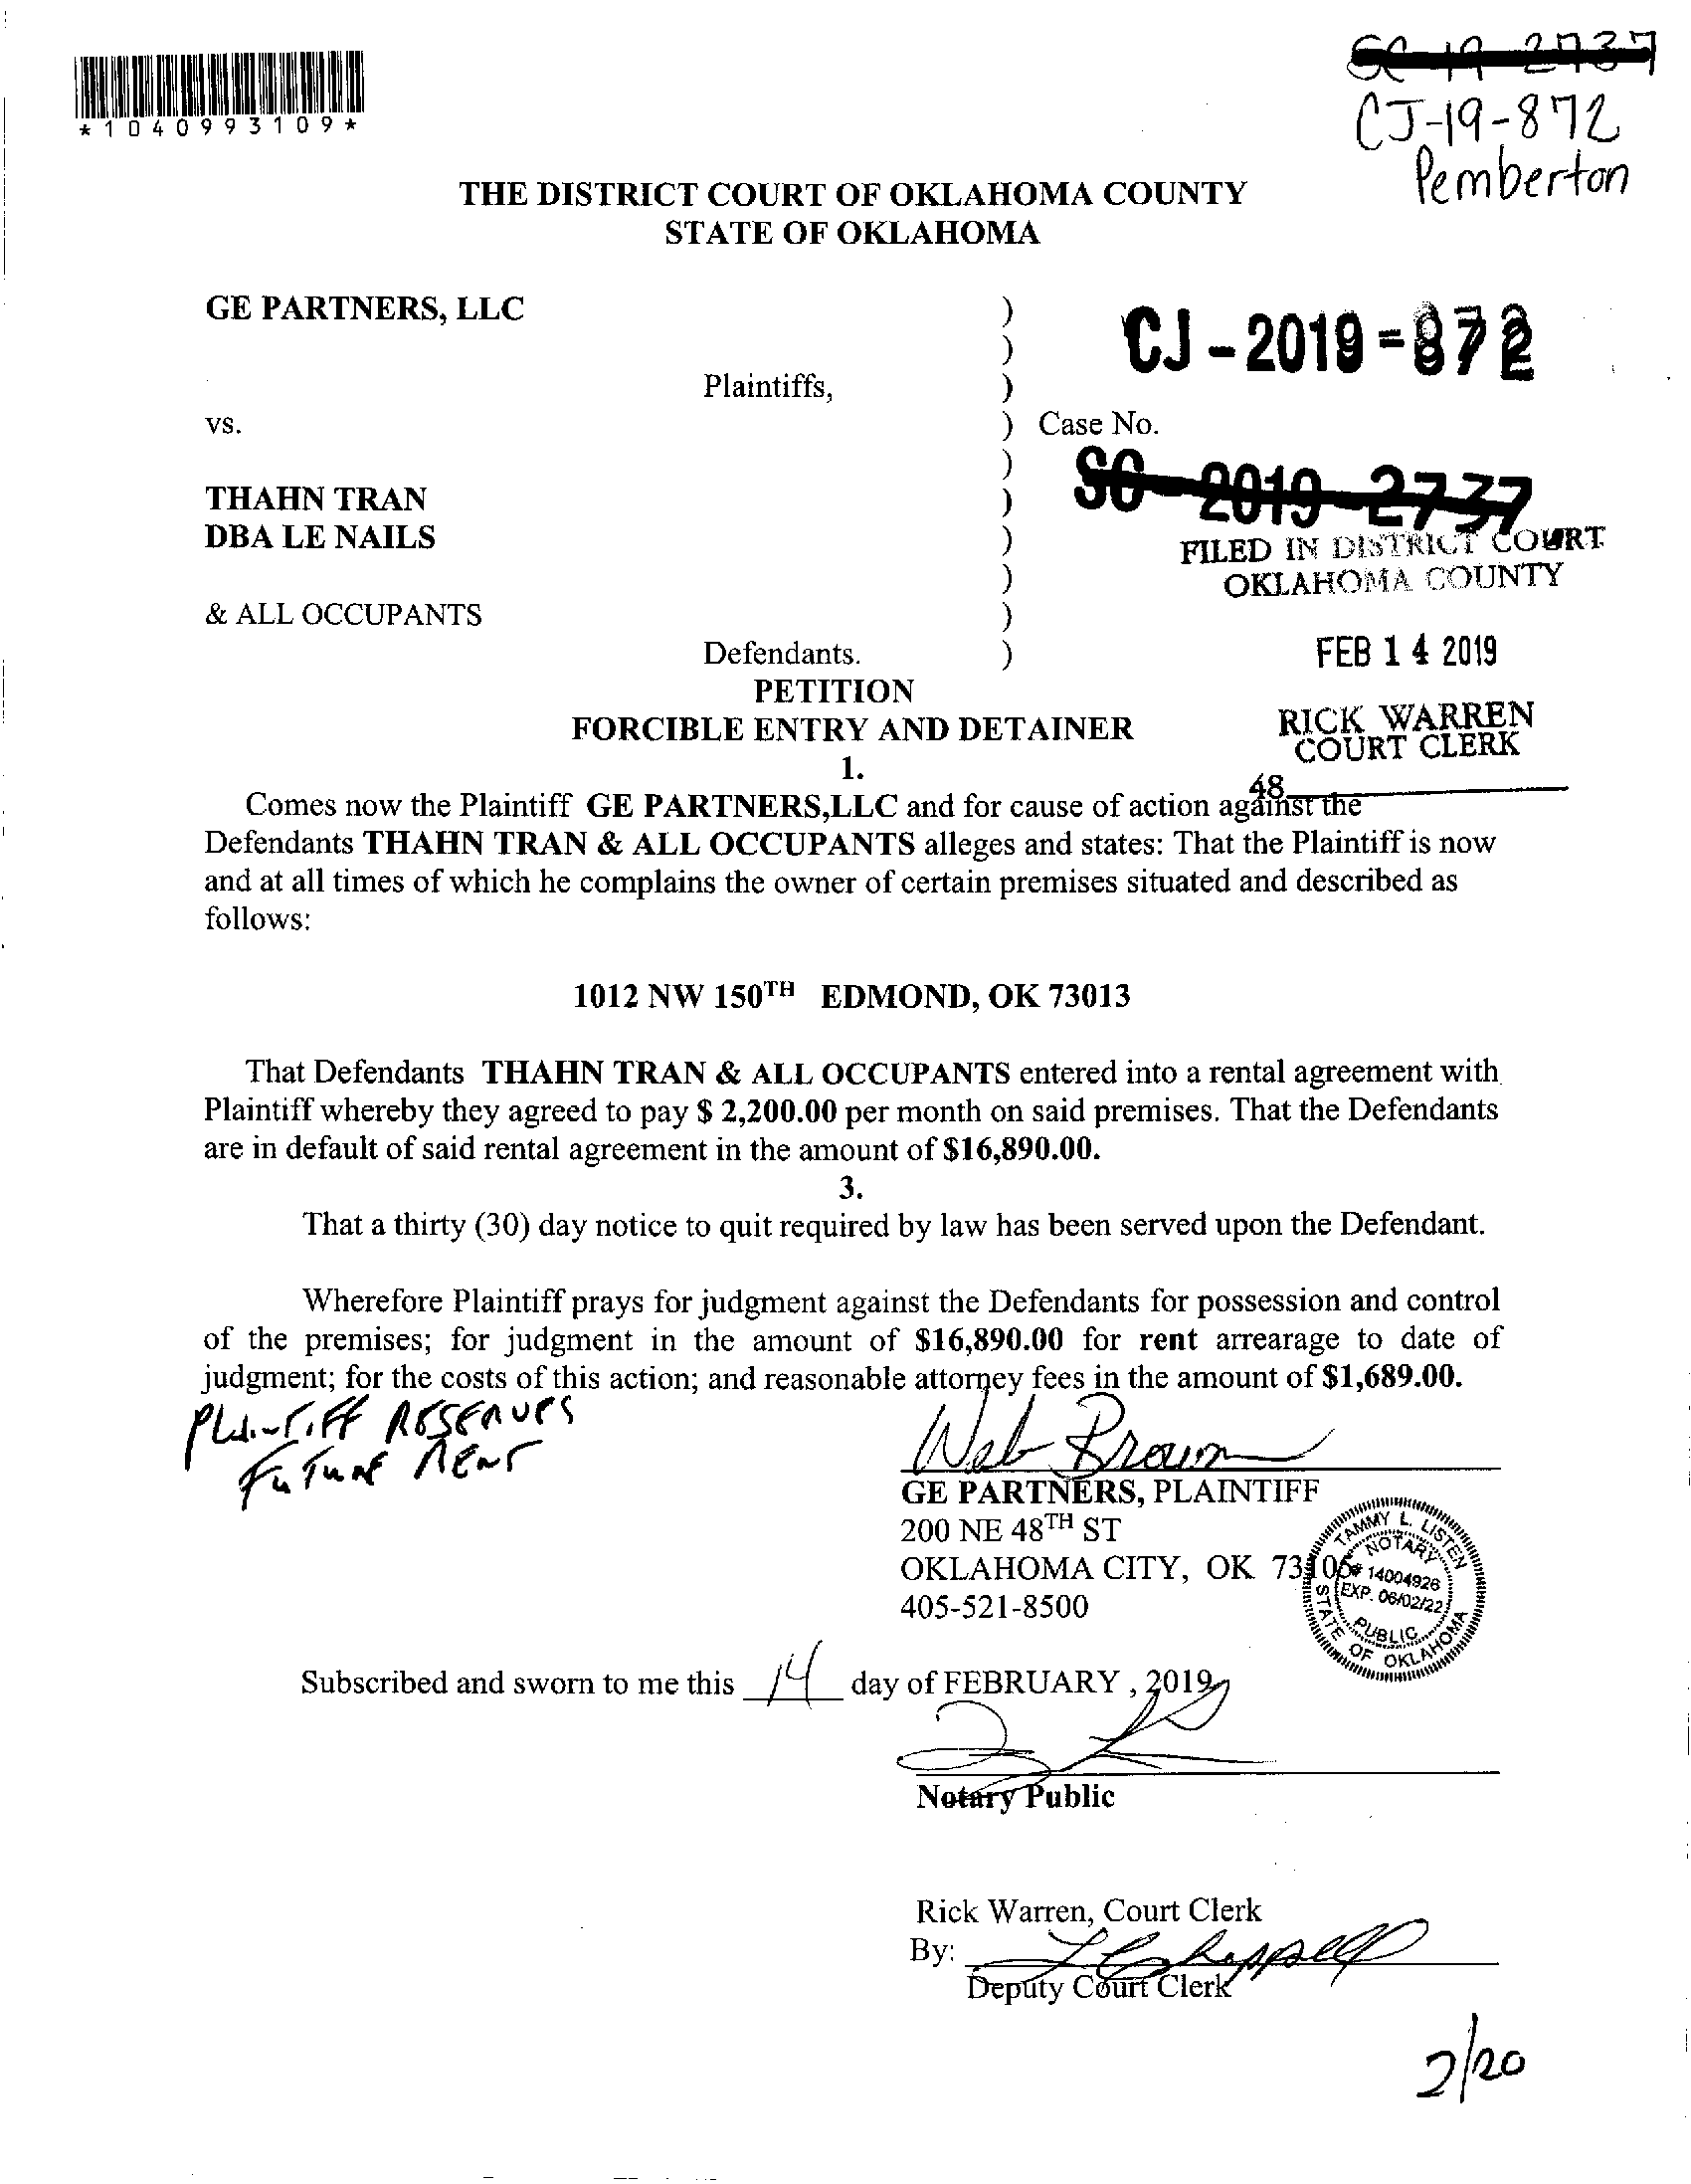 SC-19-2737
*1040993109*
CJ-19-872
Pemberton
THE DISTRICT COURT OF OKLAHOMA COUNTY
STATE OF OKLAHOMA
GE PARTNERS, LLC )
)
CJ-2019-872
Plaintiffs, )
vs. ) Case No.
)
SC-2019-2737
THAHN TRAN )
DBA LE NAILS )
FILED IN DISTRICT COURT
) OKLAHOMA COUNTY
& ALL OCCUPANTS )
Defendants. ) FEB 14 2019
PETITION
FORCIBLE ENTRY AND DETAINER
RICK WARREN
COURT CLERK
1.
48
Comes now the Plaintiff GE PARTNERS,LLC and for cause of action against the
Defendants THAHN TRAN & ALL OCCUPANTS alleges and states: That the Plaintiff is now
and at all times of which he complains the owner of certain premises situated and described as
follows:
1012 NW 150TH EDMOND, OK 73013
That Defendants THAHN TRAN & ALL OCCUPANTS entered into a rental agreement with
Plaintiff whereby they agreed to pay $ 2,200.00 per month on said premises. That the Defendants
are in default of said rental agreement in the amount of $16,890.00.
3.
That a thirty (30) day notice to quit required by law has been served upon the Defendant.
Wherefore Plaintiff prays for judgment against the Defendants for possession and control
of the premises; for judgment in the amount of $16,890.00 for rent arrearage to date of
judgment; for the costs of this action; and reasonable attorney fees in the amount of $1,689.00.
Plaintiff Reserves
Future Rent
Web Brown
GE PARTNERS, PLAINTIFF
200 NE 48TH ST
OKLAHOMA CITY, OK 73105
405-521-8500
TAMMY L. LISTEN
NOTARY
# 14004926
EXP. 06/02/22
PUBLIC
STATE OF OKLAHOMA
Subscribed and sworn to me this 14 day of FEBRUARY , 2019
Notary Public
Rick Warren, Court Clerk
By: Chappell
Deputy Court Clerk
2/20